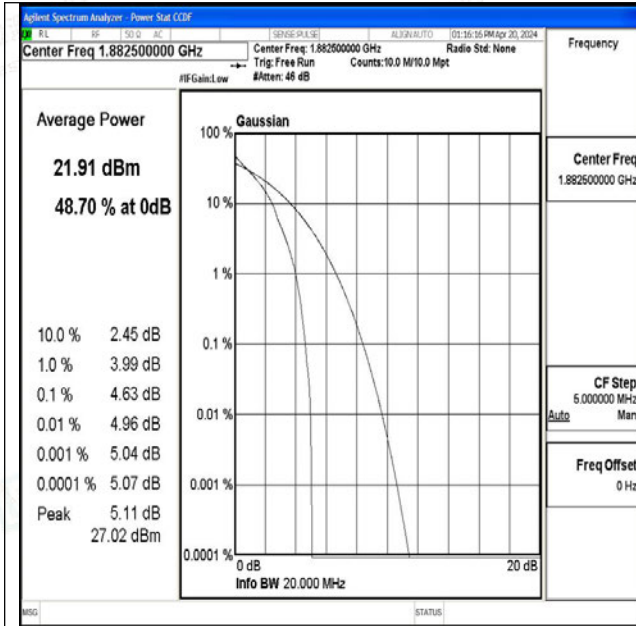 Agilent Spectrum Analyzer - Power Stat CCDF
RL RF 50 Ω AC SENSE:PULSE ALIGNAUTO 01:16:16 PM Apr 20, 2024
Center Freq 1.882500000 GHz
Center Freq: 1.882500000 GHz Radio Std: None
Trig: Free Run Counts:10.0 M/10.0 Mpt
#IFGain:Low #Atten: 46 dB
Frequency
Average Power
21.91 dBm
48.70 % at 0dB
10.0 % 2.45 dB
1.0 % 3.99 dB
0.1 % 4.63 dB
0.01 % 4.96 dB
0.001 % 5.04 dB
0.0001 % 5.07 dB
Peak 5.11 dB
27.02 dBm
Gaussian
100 %
10 %
1 %
0.1 %
0.01 %
0.001 %
0.0001 %
0 dB 20 dB
Info BW 20.000 MHz
Center Freq
1.882500000 GHz
CF Step
5.000000 MHz
Auto Man
Freq Offset
0 Hz
MSG STATUS